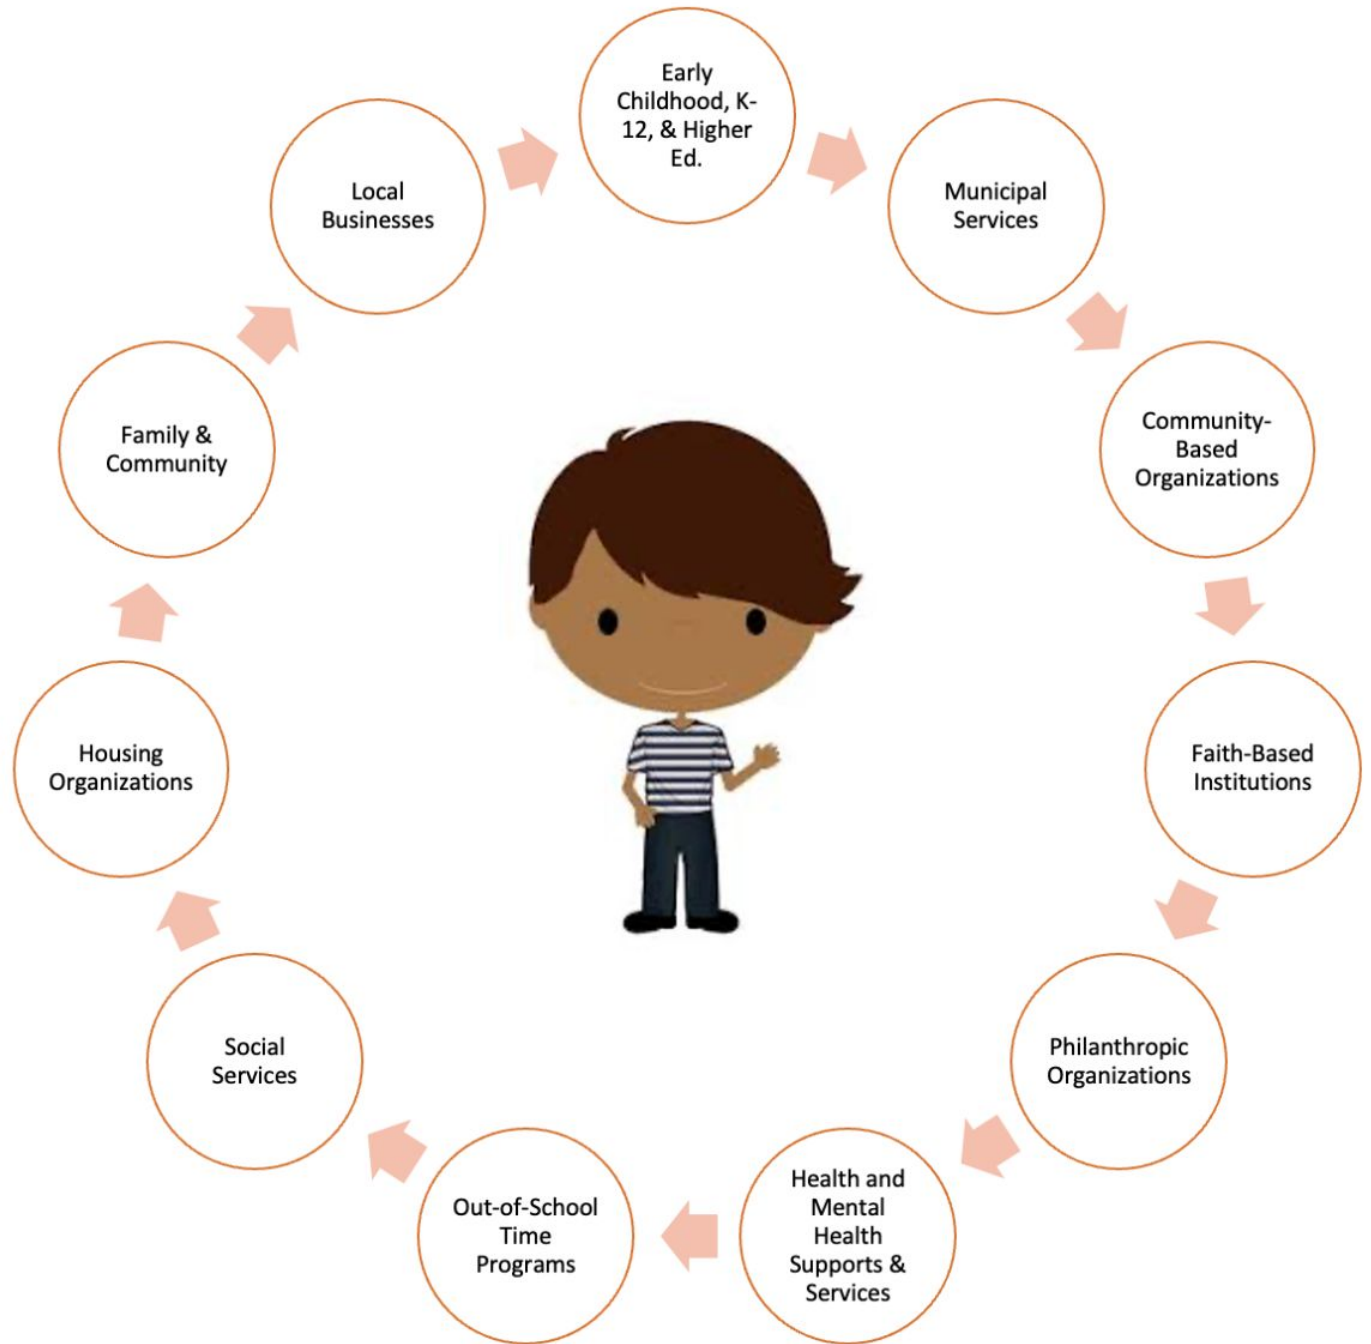 Early
Childhood, K-
12, & Higher
Ed.
Municipal
Services
Community-
Based
Organizations
Faith-Based
Institutions
Philanthropic
Organizations
Health and
Mental
Health
Supports &
Services
Out-of-School
Time
Programs
Social
Services
Housing
Organizations
Family &
Community
Local
Businesses